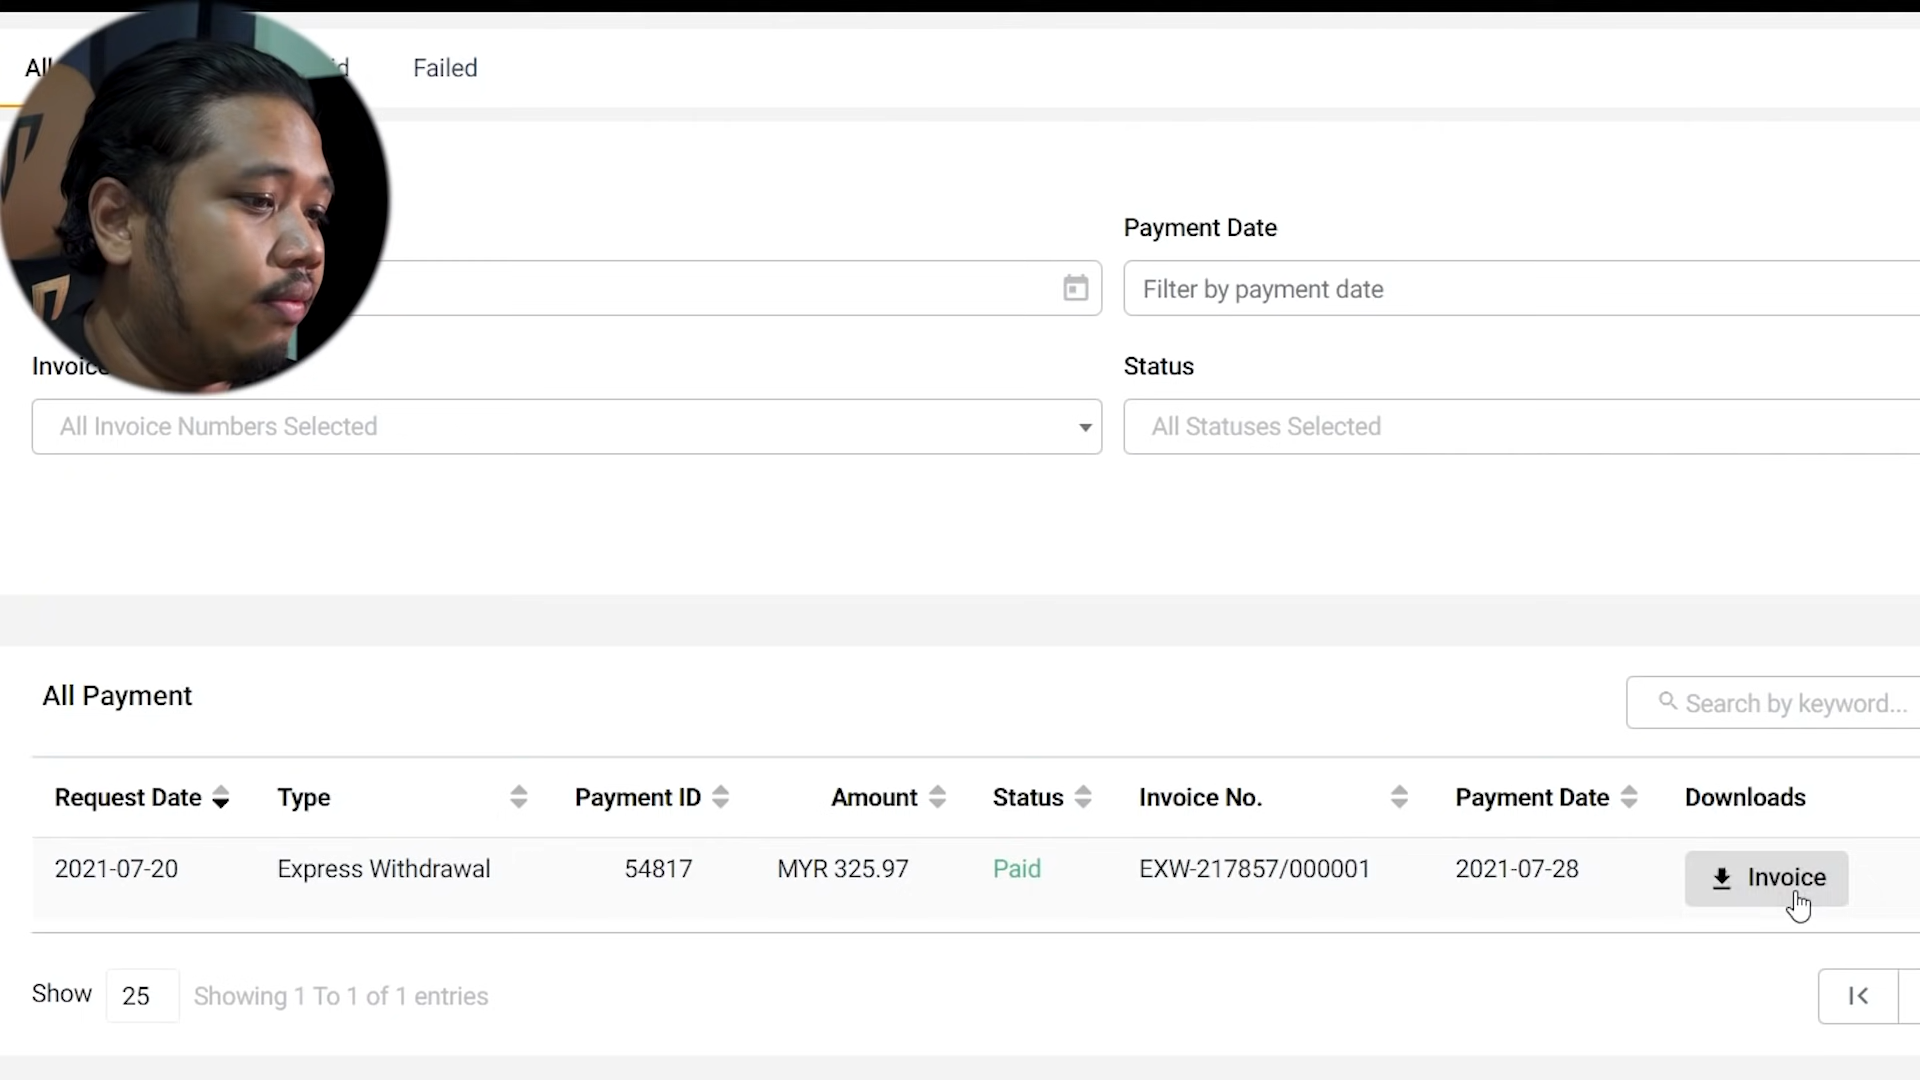 All Failed
Payment Date
Filter by payment date
Status
All Invoice Numbers Selected All Statuses Selected
All Payment
Search by keyword...
Request Date Type Payment ID Amount Status Invoice No. Payment Date Downloads
2021-07-20 Express Withdrawal 54817 MYR 325.97 Paid EXW-217857/000001 2021-07-28 Invoice
Show 25 Showing 1 To 1 of 1 entries